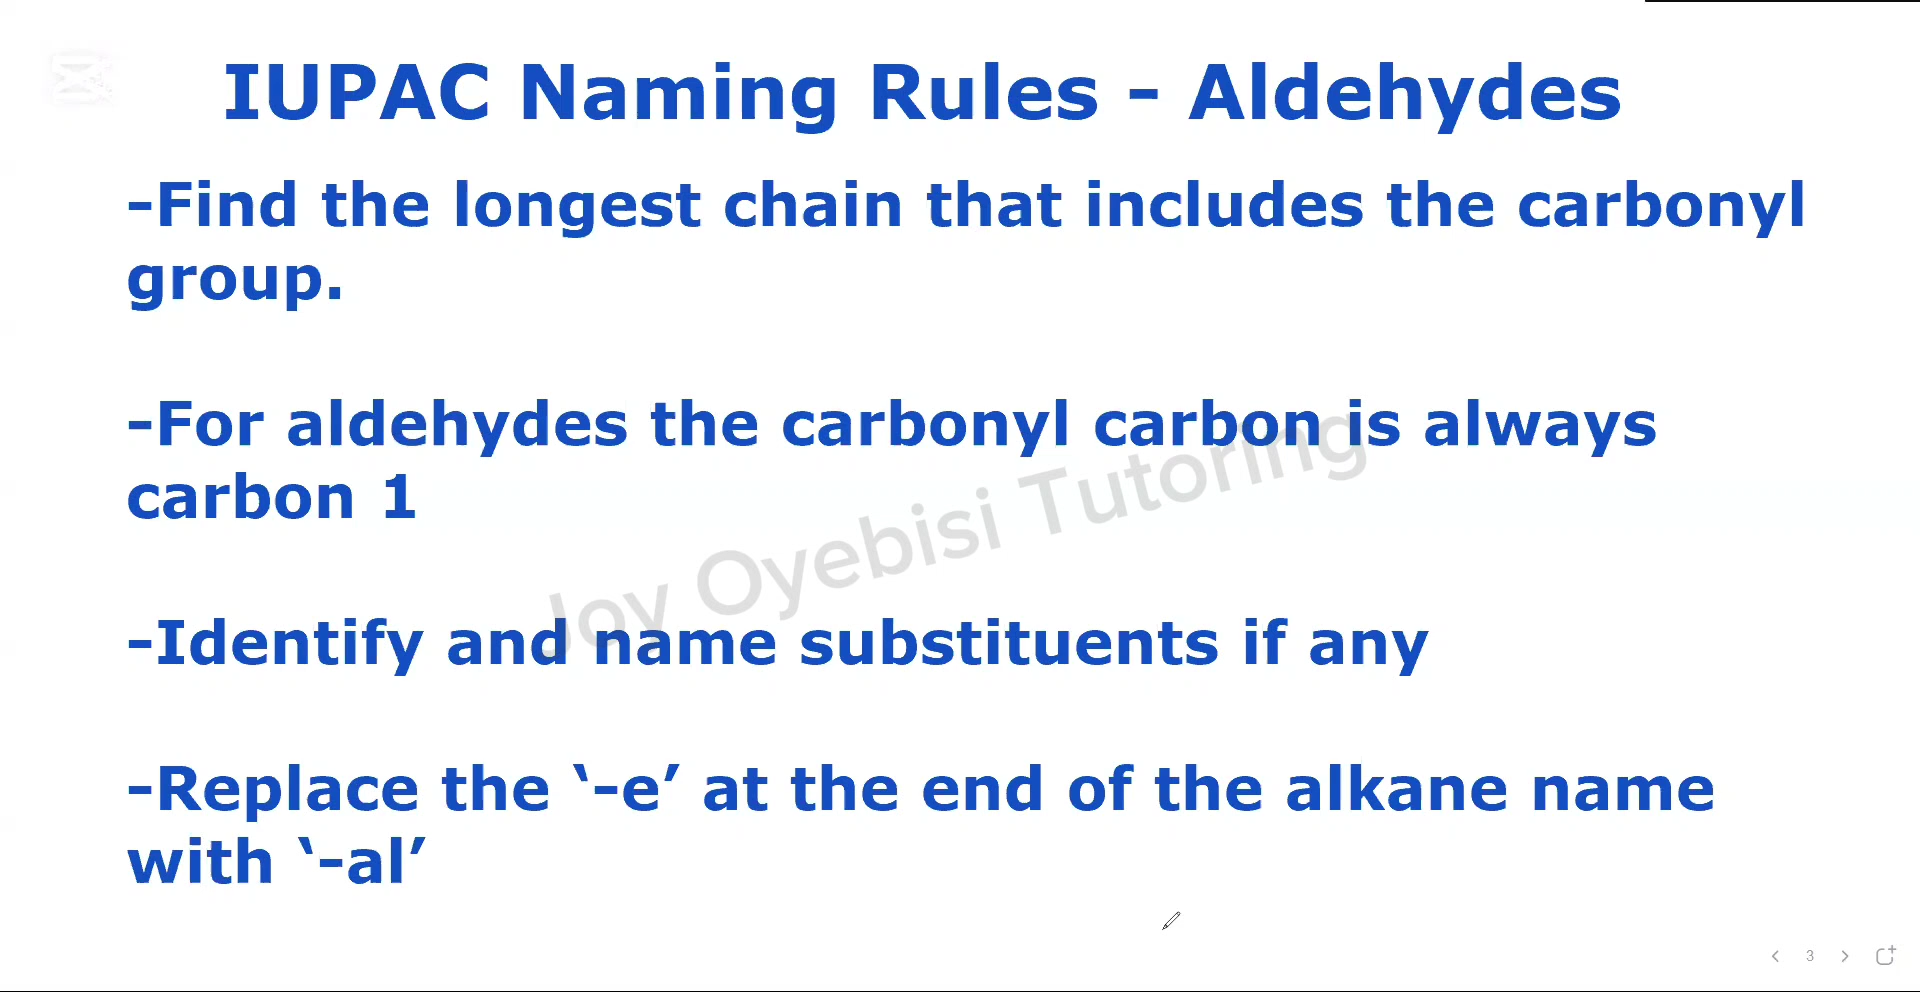 IUPAC Naming Rules - Aldehydes
-Find the longest chain that includes the carbonyl
group.
-For aldehydes the carbonyl carbon is always
carbon 1
Joy Oyebisi Tutoring
-Identify and name substituents if any
-Replace the ‘-e’ at the end of the alkane name
with ‘-al’
3